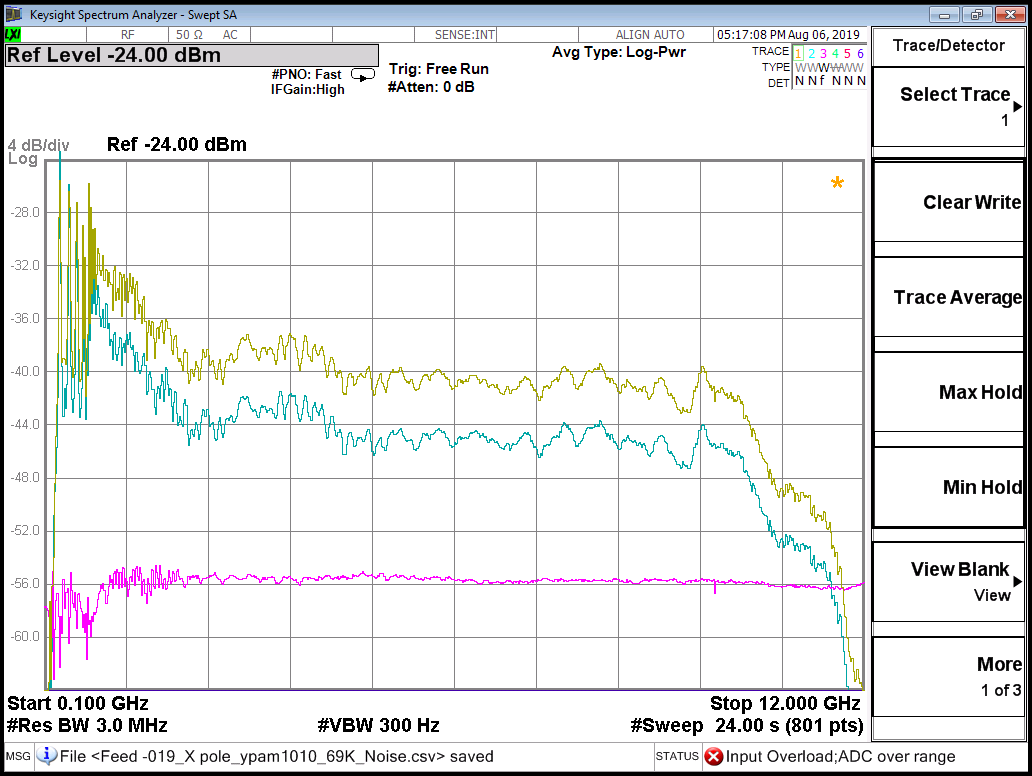 Keysight Spectrum Analyzer - Swept SA
LXI RF 50 Ω AC SENSE:INT ALIGN AUTO 05:17:08 PM Aug 06, 2019
Ref Level -24.00 dBm
#PNO: Fast
IFGain:High
Trig: Free Run
#Atten: 0 dB
Avg Type: Log-Pwr
TRACE 1 2 3 4 5 6
TYPE W W W W W W
DET N N f N N N
4 dB/div
Log
Ref -24.00 dBm
*
-28.0
-32.0
-36.0
-40.0
-44.0
-48.0
-52.0
-56.0
-60.0
Start 0.100 GHz
Stop 12.000 GHz
#Res BW 3.0 MHz
#VBW 300 Hz
#Sweep 24.00 s (801 pts)
MSG File <Feed -019_X pole_ypam1010_69K_Noise.csv> saved
STATUS Input Overload;ADC over range
Trace/Detector
Select Trace
1
Clear Write
Trace Average
Max Hold
Min Hold
View Blank
View
More
1 of 3